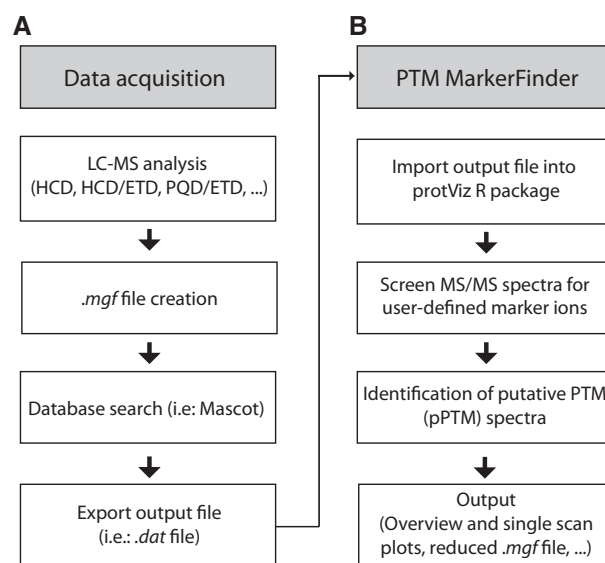 A
Data acquisition
LC-MS analysis
(HCD, HCD/ETD, PQD/ETD, ...)
.mgf file creation
Database search (i.e: Mascot)
Export output file
(i.e.: .dat file)
B
PTM MarkerFinder
Import output file into
protViz R package
Screen MS/MS spectra for
user-defined marker ions
Identification of putative PTM
(pPTM) spectra
Output
(Overview and single scan
plots, reduced .mgf file, ...)